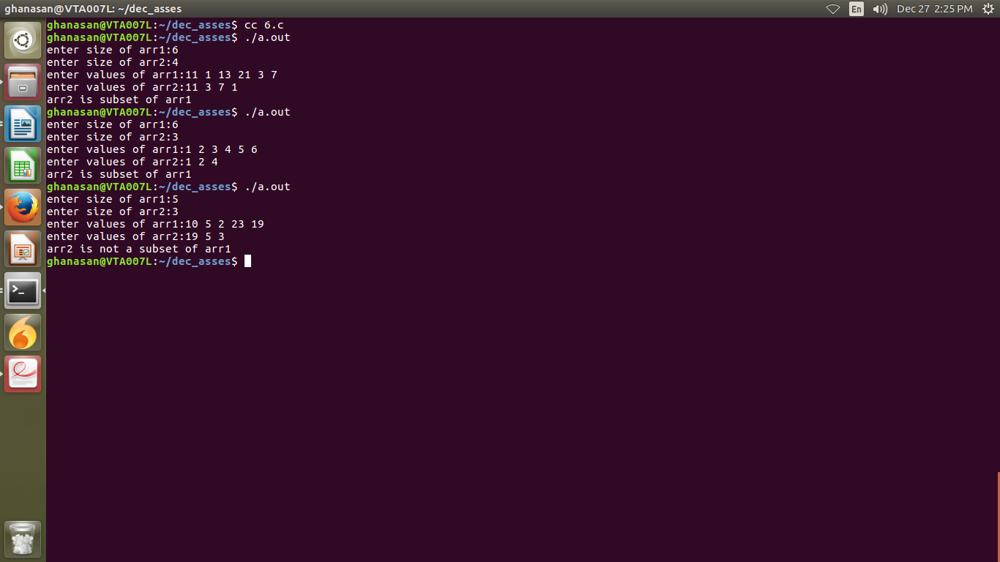 ghanasan@VTA007L: ~/dec_asses
En
Dec 27 2:25 PM
ghanasan@VTA007L:~/dec_asses$ cc 6.c
ghanasan@VTA007L:~/dec_asses$ ./a.out
enter size of arr1:6
enter size of arr2:4
enter values of arr1:11 1 13 21 3 7
enter values of arr2:11 3 7 1
arr2 is subset of arr1
ghanasan@VTA007L:~/dec_asses$ ./a.out
enter size of arr1:6
enter size of arr2:3
enter values of arr1:1 2 3 4 5 6
enter values of arr2:1 2 4
arr2 is subset of arr1
ghanasan@VTA007L:~/dec_asses$ ./a.out
enter size of arr1:5
enter size of arr2:3
enter values of arr1:10 5 2 23 19
enter values of arr2:19 5 3
arr2 is not a subset of arr1
ghanasan@VTA007L:~/dec_asses$
>_